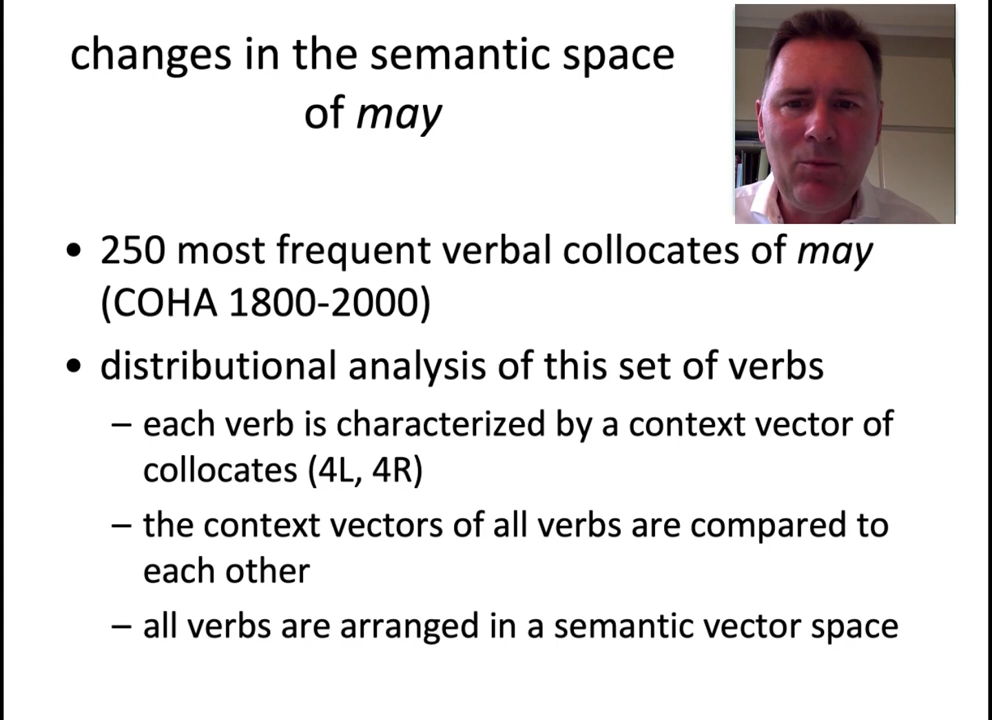 changes in the semantic space
of may
• 250 most frequent verbal collocates of may
(COHA 1800-2000)
• distributional analysis of this set of verbs
– each verb is characterized by a context vector of
collocates (4L, 4R)
– the context vectors of all verbs are compared to
each other
– all verbs are arranged in a semantic vector space